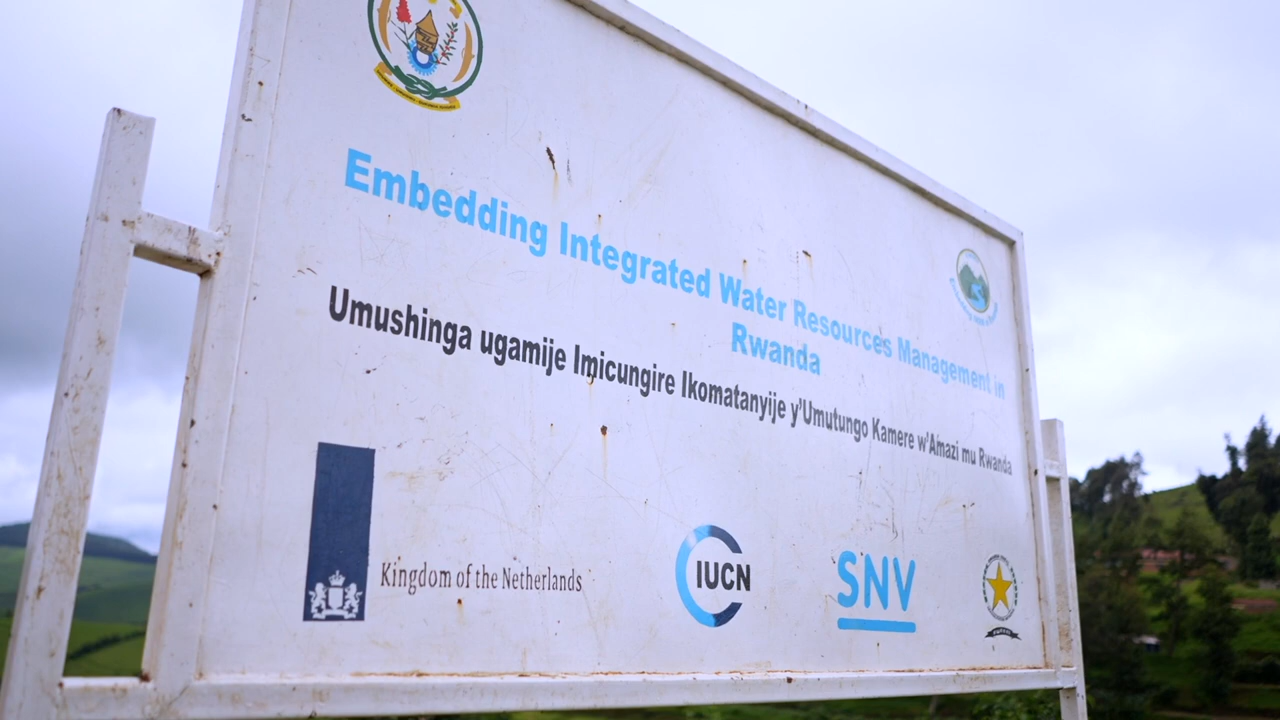 Embedding Integrated Water Resources Management in
Rwanda
Umushinga ugamije Imicungire Ikomatanyije y'Umutungo Kamere w'Amazi mu Rwanda
Kingdom of the Netherlands
IUCN
SNV